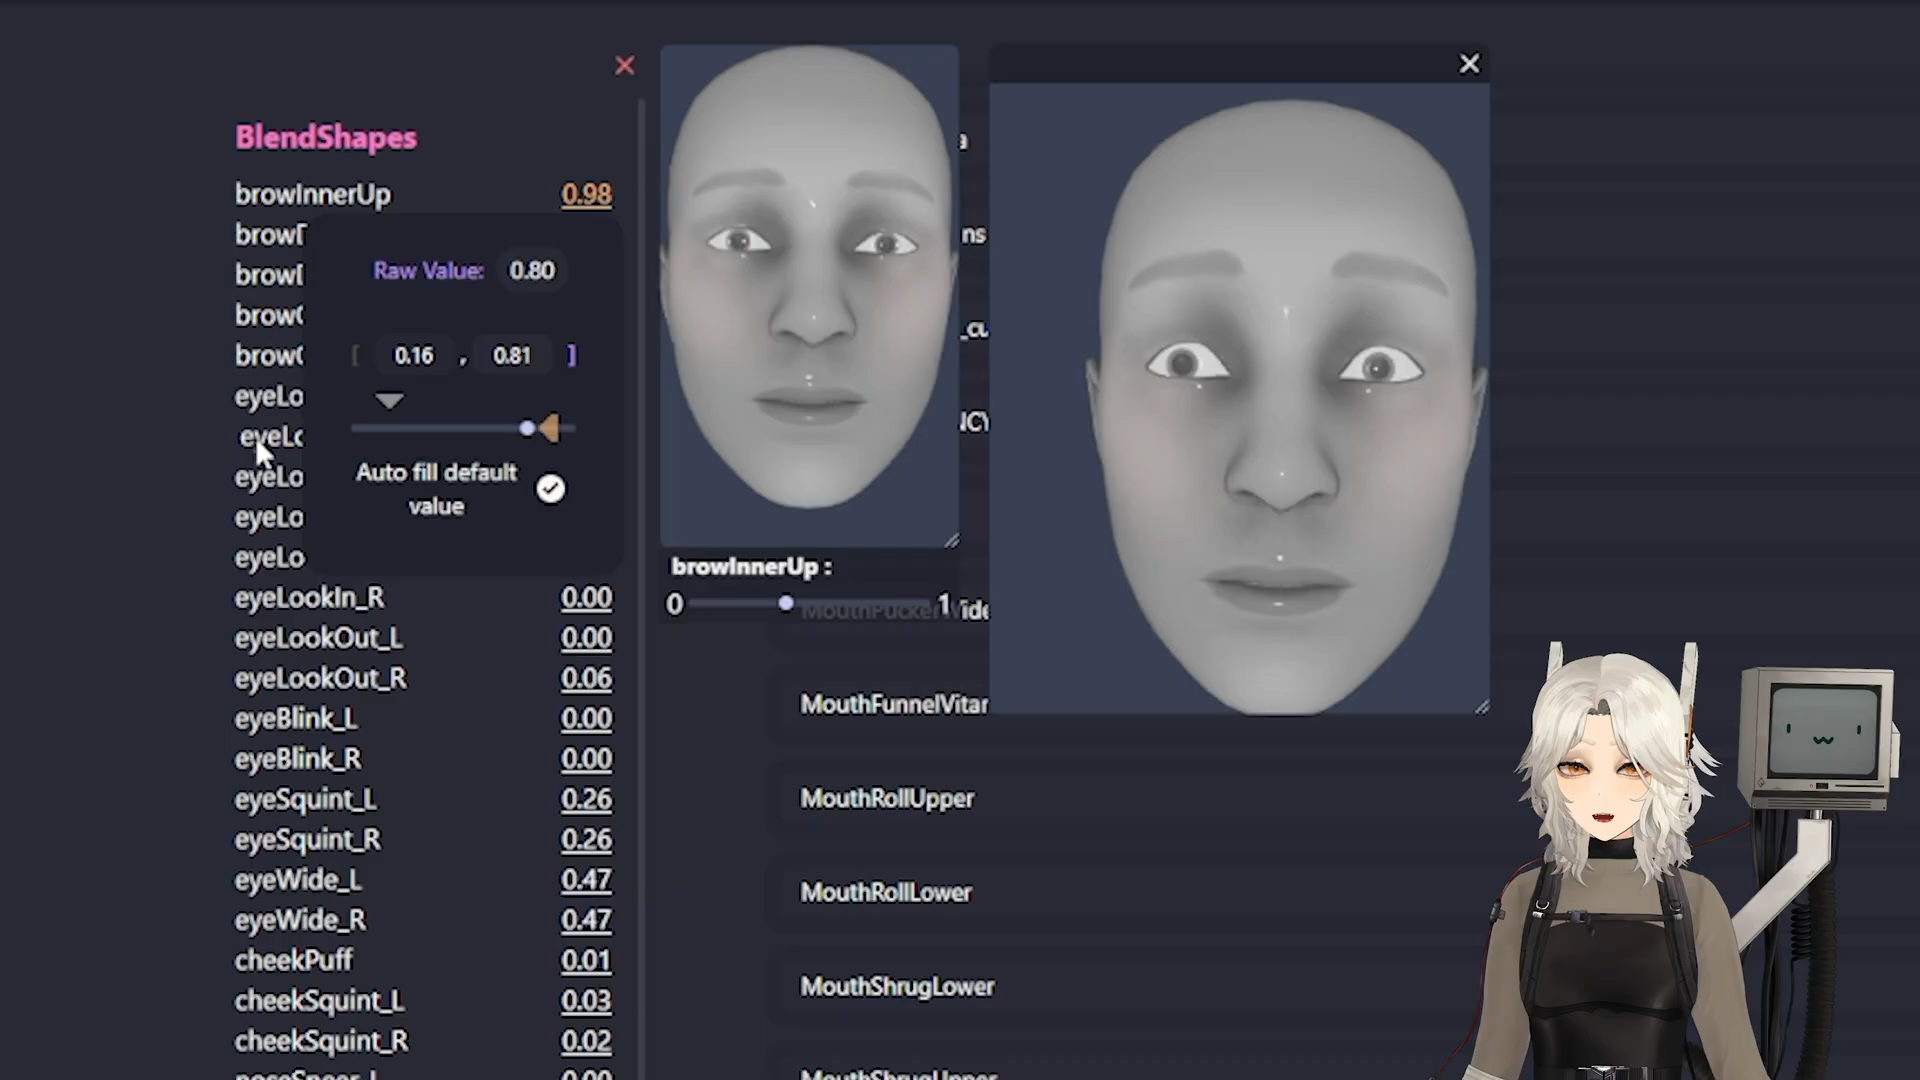 BlendShapes
browInnerUp 0.98
Raw Value: 0.80
[ 0.16 , 0.81 ]
Auto fill default
value
eyeLookIn_R 0.00
eyeLookOut_L 0.00
eyeLookOut_R 0.06
eyeBlink_L 0.00
eyeBlink_R 0.00
eyeSquint_L 0.26
eyeSquint_R 0.26
eyeWide_L 0.47
eyeWide_R 0.47
cheekPuff 0.01
cheekSquint_L 0.03
cheekSquint_R 0.02
browInnerUp :
0 1
MouthRollUpper
MouthRollLower
MouthShrugLower